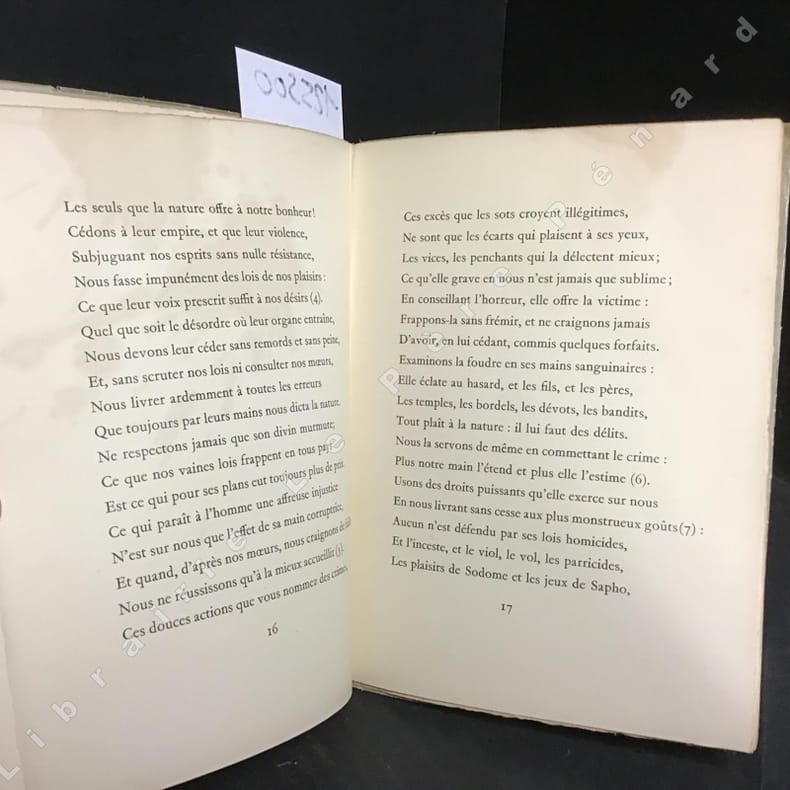 Les seuls que la nature offre à notre bonheur!
Cédons à leur empire, et que leur violence,
Subjuguant nos esprits sans nulle résistance,
Nous fasse impunément des lois de nos plaisirs :
Ce que leur voix prescrit suffit à nos désirs (4).
Quel que soit le désordre où leur organe entraine,
Nous devons leur céder sans remords et sans peine,
Et, sans scruter nos lois ni consulter nos mœurs,
Nous livrer ardemment à toutes les erreurs
Que toujours par leurs mains nous dicta la nature.
Ne respectons jamais que son divin murmure;
Ce que nos vaines lois frappent en tous pays
Est ce qui pour ses plans eut toujours plus de prix.
Ce qui paraît à l'homme une affreuse injustice
N'est sur nous que l'effet de sa main corruptrice,
Et quand, d'après nos mœurs, nous craignons de
Nous ne réussissons qu'à la mieux accueillir (5).
Ces douces actions que vous nommez des crimes,
16
Ces excès que les sots croyent illégitimes,
Ne sont que les écarts qui plaisent à ses yeux,
Les vices, les penchants qui la délectent mieux;
Ce qu'elle grave en nous n'est jamais que sublime;
En conseillant l'horreur, elle offre la victime :
Frappons-la sans frémir, et ne craignons jamais
D'avoir, en lui cédant, commis quelques forfaits.
Examinons la foudre en ses mains sanguinaires :
Elle éclate au hasard, et les fils, et les pères,
Les temples, les bordels, les dévots, les bandits,
Tout plaît à la nature : il lui faut des délits.
Nous la servons de même en commettant le crime :
Plus notre main l'étend et plus elle l'estime (6).
Usons des droits puissants qu'elle exerce sur nous
En nous livrant sans cesse aux plus monstrueux goûts (7) :
Aucun n'est défendu par ses lois homicides,
Et l'inceste, et le viol, le vol, les parricides,
Les plaisirs de Sodome et les jeux de Sapho,
17
Librairie Le Père Pénard